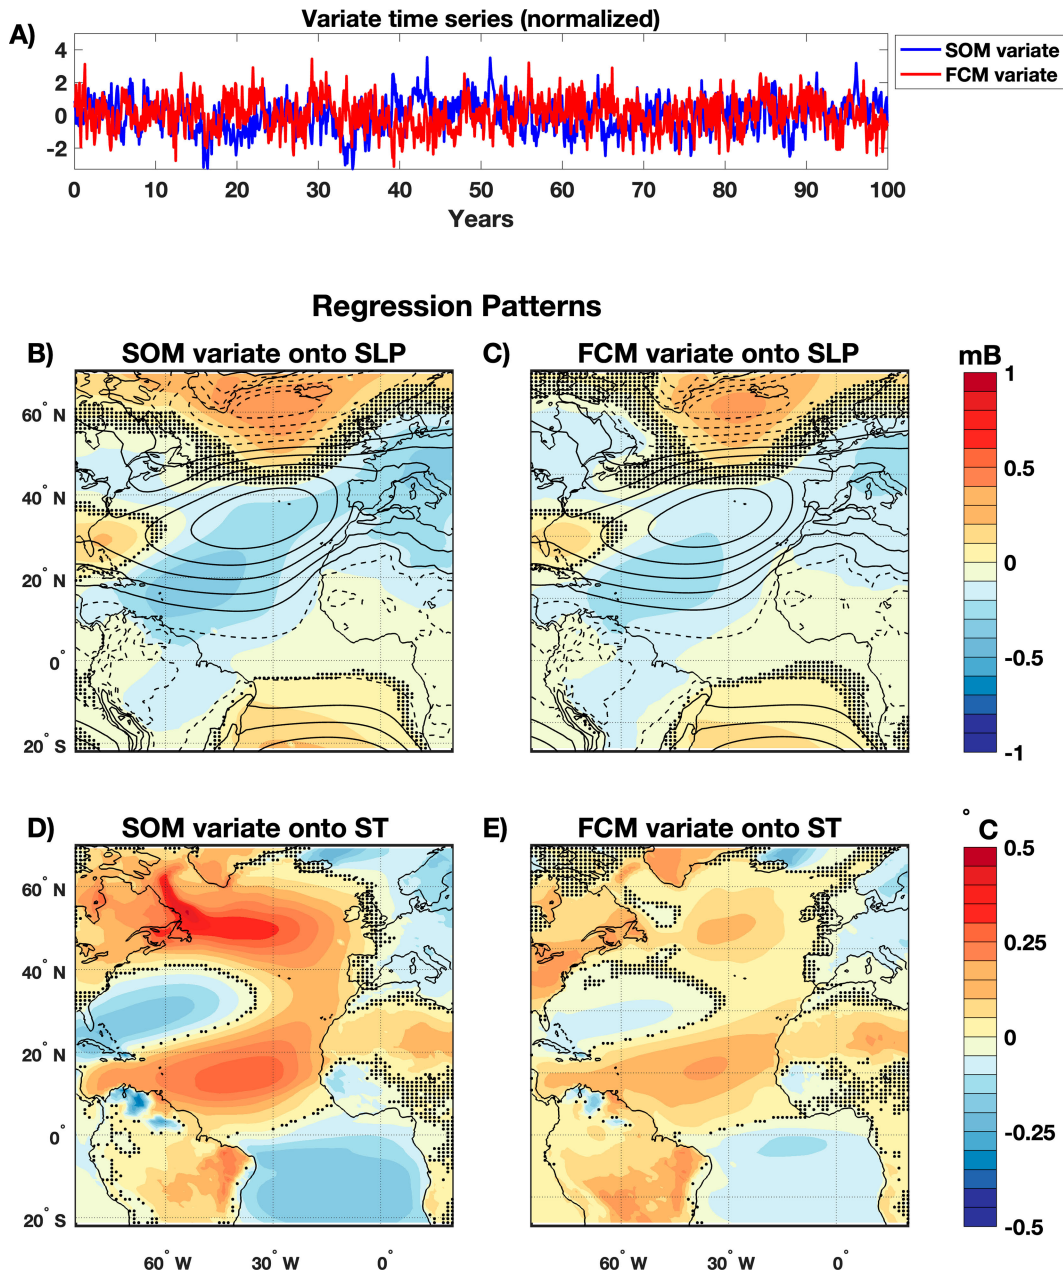 A)
Variate time series (normalized)
4
2
0
-2
0 10 20 30 40 50 60 70 80 90 100
Years
SOM variate
FCM variate
Regression Patterns
B) SOM variate onto SLP
C) FCM variate onto SLP
mB
60° N
40° N
20° N
0°
20° S
1
0.5
0
-0.5
-1
D) SOM variate onto ST
E) FCM variate onto ST
° C
60° N
40° N
20° N
0°
20° S
0.5
0.25
0
-0.25
-0.5
60° W 30° W 0°
60° W 30° W 0°